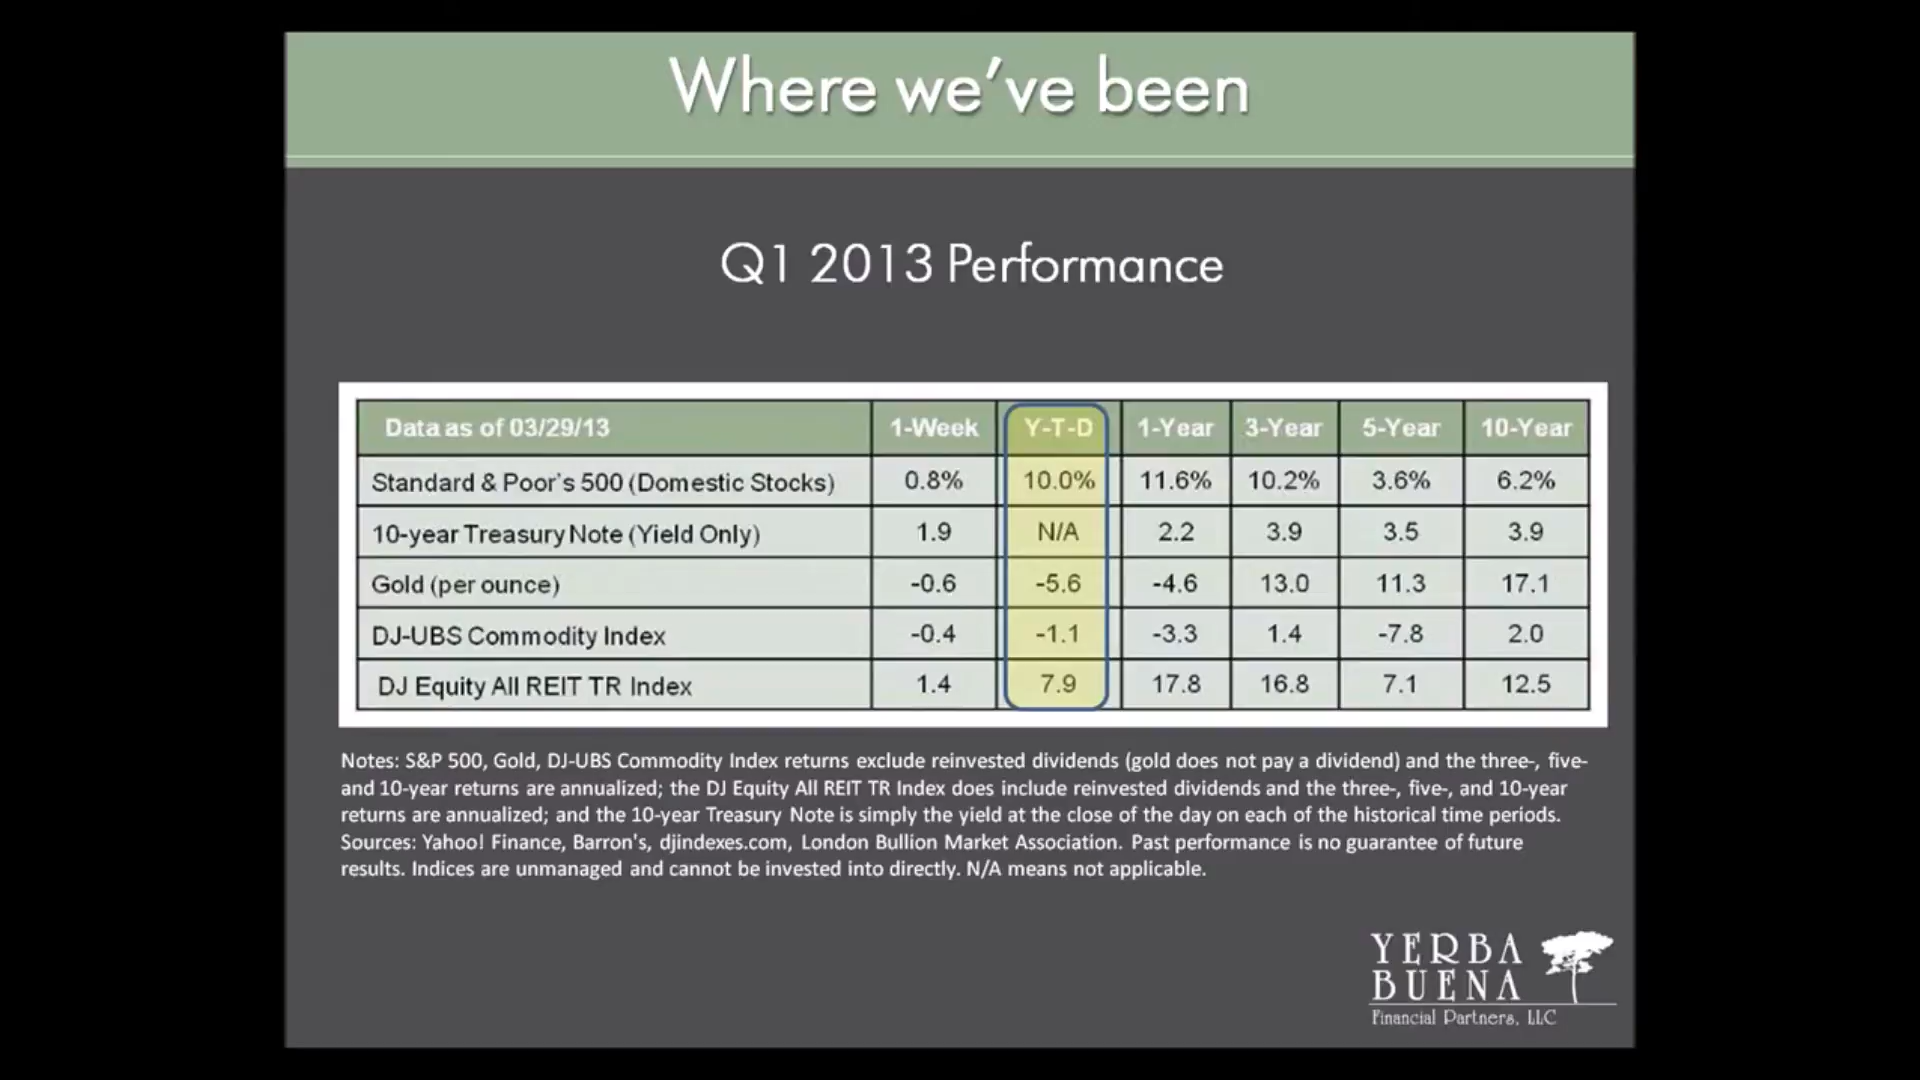 Where we've been
Q1 2013 Performance
Data as of 03/29/13 1-Week Y-T-D 1-Year 3-Year 5-Year 10-Year
Standard & Poor's 500 (Domestic Stocks) 0.8% 10.0% 11.6% 10.2% 3.6% 6.2%
10-year Treasury Note (Yield Only) 1.9 N/A 2.2 3.9 3.5 3.9
Gold (per ounce) -0.6 -5.6 -4.6 13.0 11.3 17.1
DJ-UBS Commodity Index -0.4 -1.1 -3.3 1.4 -7.8 2.0
DJ Equity All REIT TR Index 1.4 7.9 17.8 16.8 7.1 12.5
Notes: S&P 500, Gold, DJ-UBS Commodity Index returns exclude reinvested dividends (gold does not pay a dividend) and the three-, five-
and 10-year returns are annualized; the DJ Equity All REIT TR Index does include reinvested dividends and the three-, five-, and 10-year
returns are annualized; and the 10-year Treasury Note is simply the yield at the close of the day on each of the historical time periods.
Sources: Yahoo! Finance, Barron's, djindexes.com, London Bullion Market Association. Past performance is no guarantee of future
results. Indices are unmanaged and cannot be invested into directly. N/A means not applicable.
YERBA
BUENA
Financial Partners, LLC